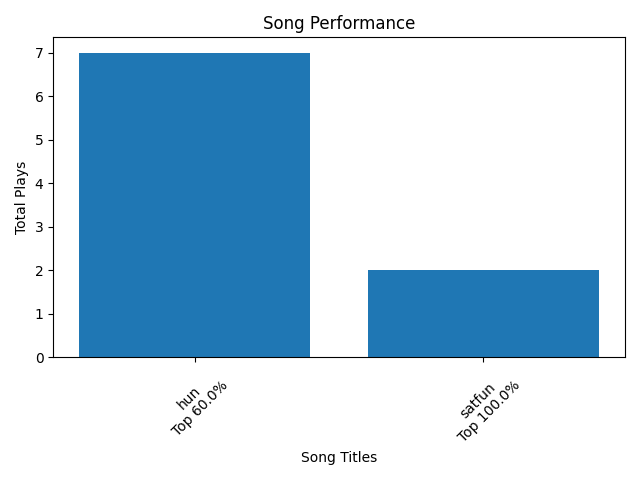 Song Performance
Total Plays
7
6
5
4
3
2
1
0
hun
Top 60.0%
satfun
Top 100.0%
Song Titles